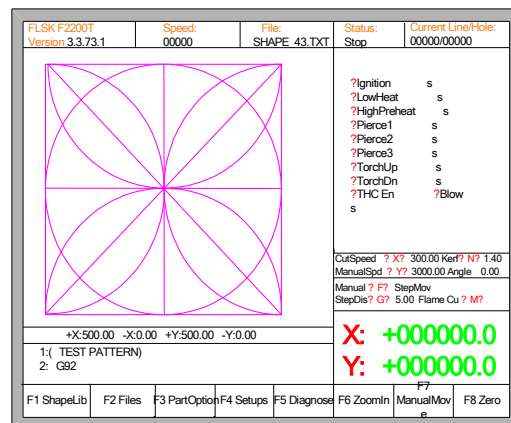 FLSK F2200T Speed: File: Status: Current Line/Hole:
Version 3.3.73.1 00000 SHAPE_43.TXT Stop 00000/00000
?Ignition s
?LowHeat s
?HighPreheat s
?Pierce1 s
?Pierce2 s
?Pierce3 s
?TorchUp s
?TorchDn s
?THC En ?Blow
s
CutSpeed ? X? 300.00 Kerf? N? 1.40
ManualSpd ? Y? 3000.00 Angle 0.00
Manual ? F? StepMov
StepDis? G? 5.00 Flame Cu ? M?
+X:500.00 -X:0.00 +Y:500.00 -Y:0.00
1:( TEST PATTERN)
2: G92
X: +000000.0
Y: +000000.0
F1 ShapeLib F2 Files F3 PartOption F4 Setups F5 Diagnose F6 ZoomIn F7
ManualMov
e F8 Zero